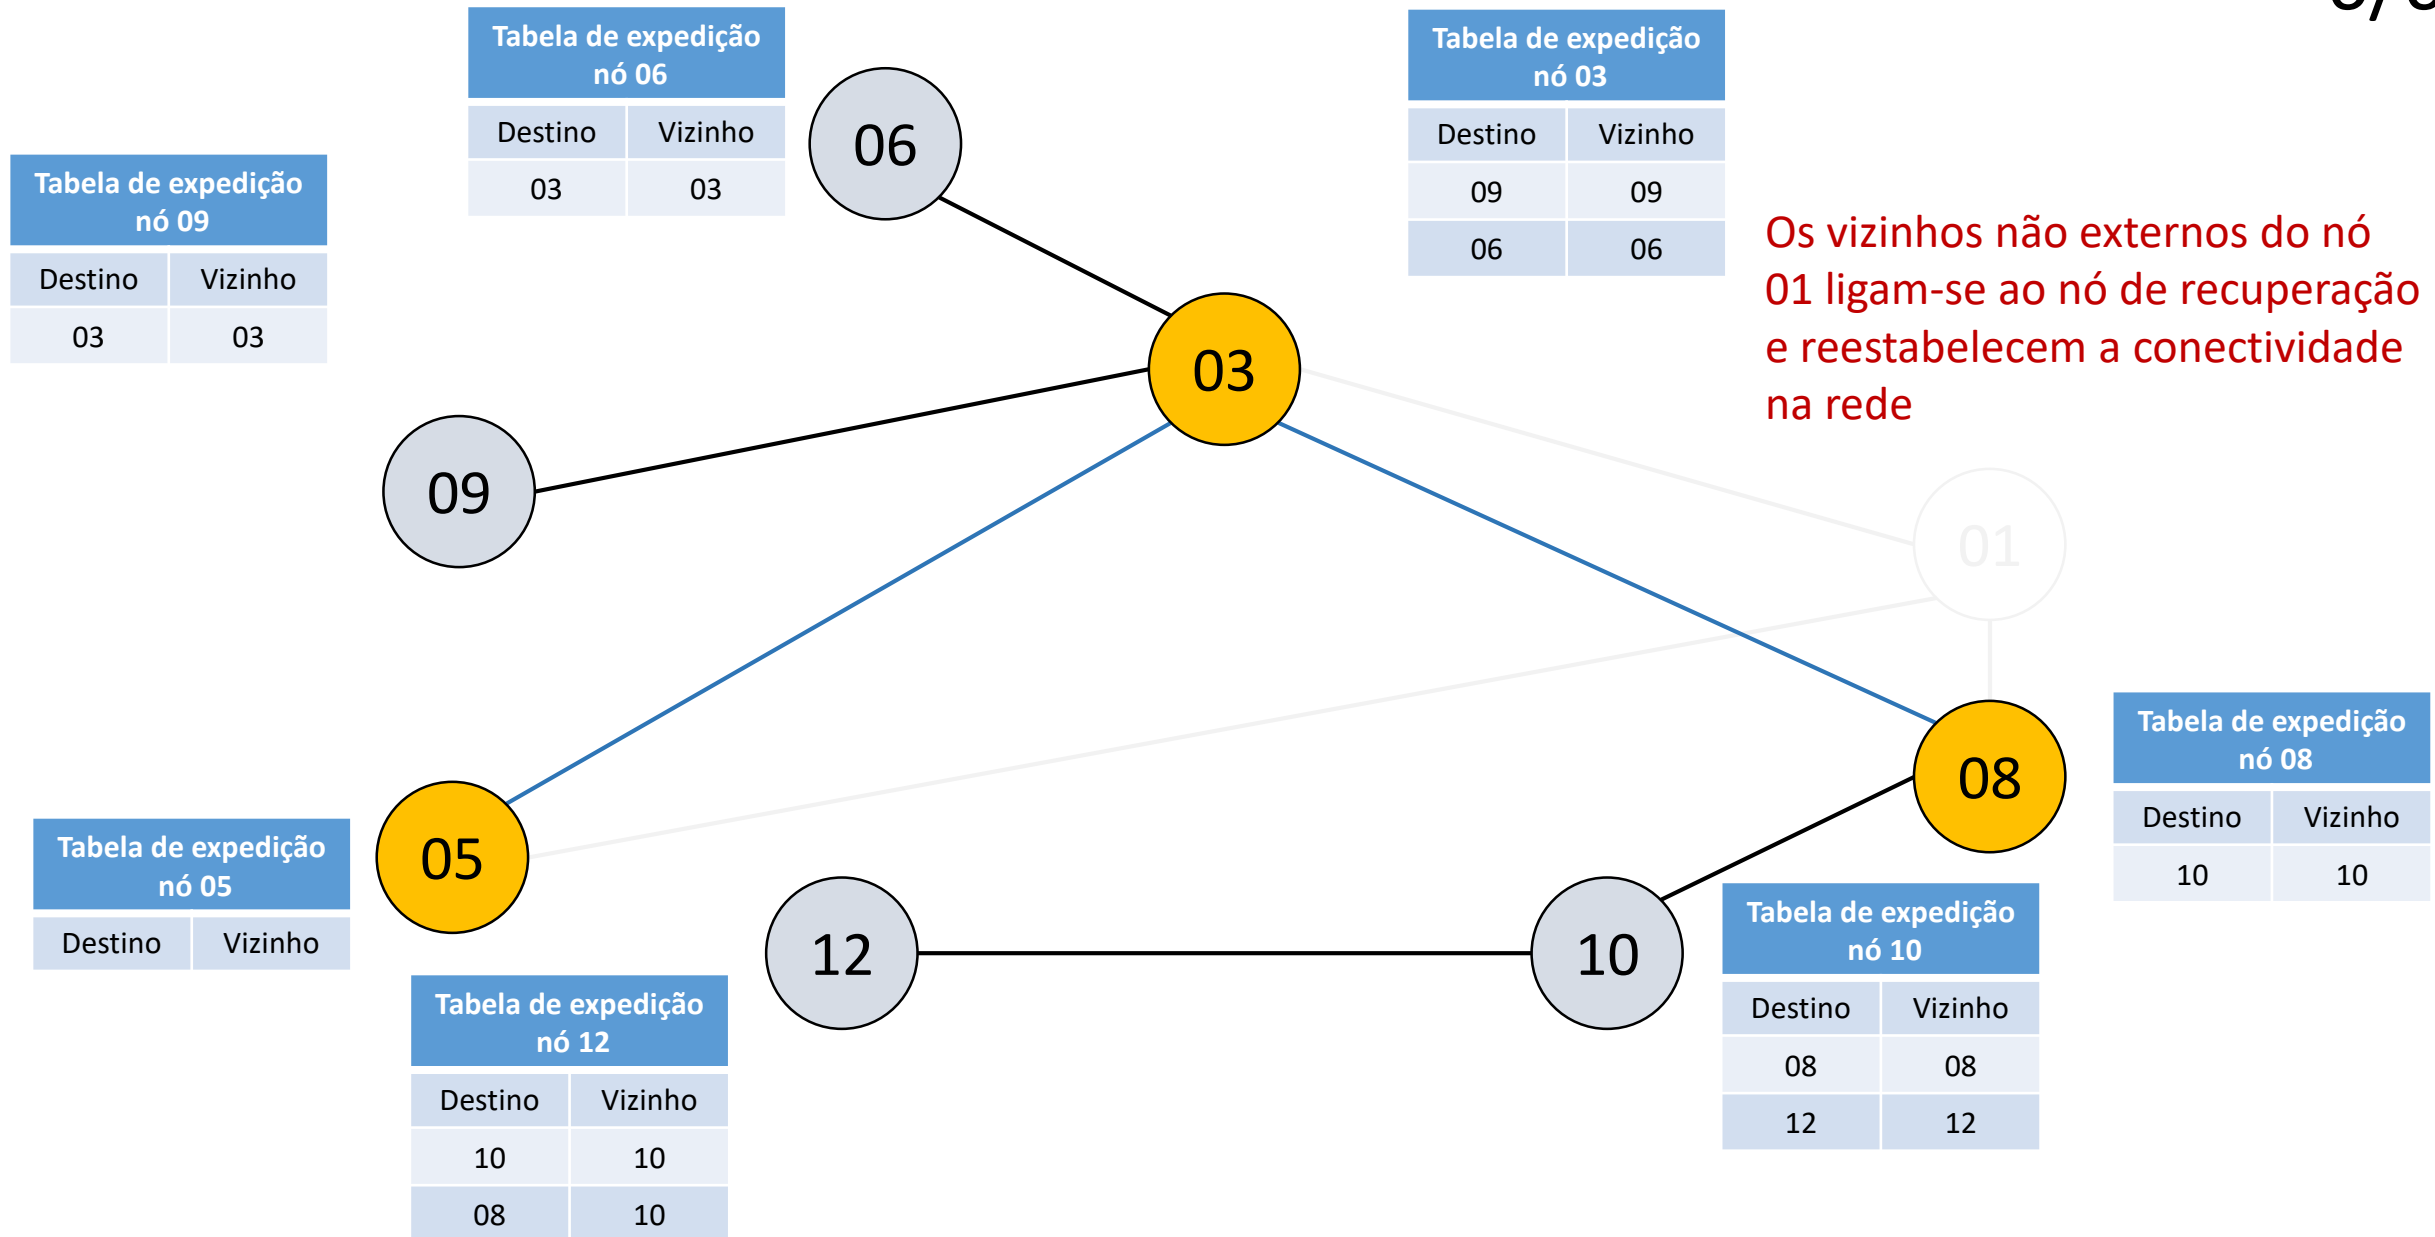 Tabela de expedição
nó 06
Destino Vizinho
03 03
06
Tabela de expedição
nó 03
Destino Vizinho
09 09
06 06
Tabela de expedição
nó 09
Destino Vizinho
03 03
Os vizinhos não externos do nó
01 ligam-se ao nó de recuperação
e reestabelecem a conectividade
na rede
03
09
01
Tabela de expedição
nó 08
Destino Vizinho
10 10
08
Tabela de expedição
nó 05
Destino Vizinho
05
12
10
Tabela de expedição
nó 10
Destino Vizinho
08 08
12 12
Tabela de expedição
nó 12
Destino Vizinho
10 10
08 10